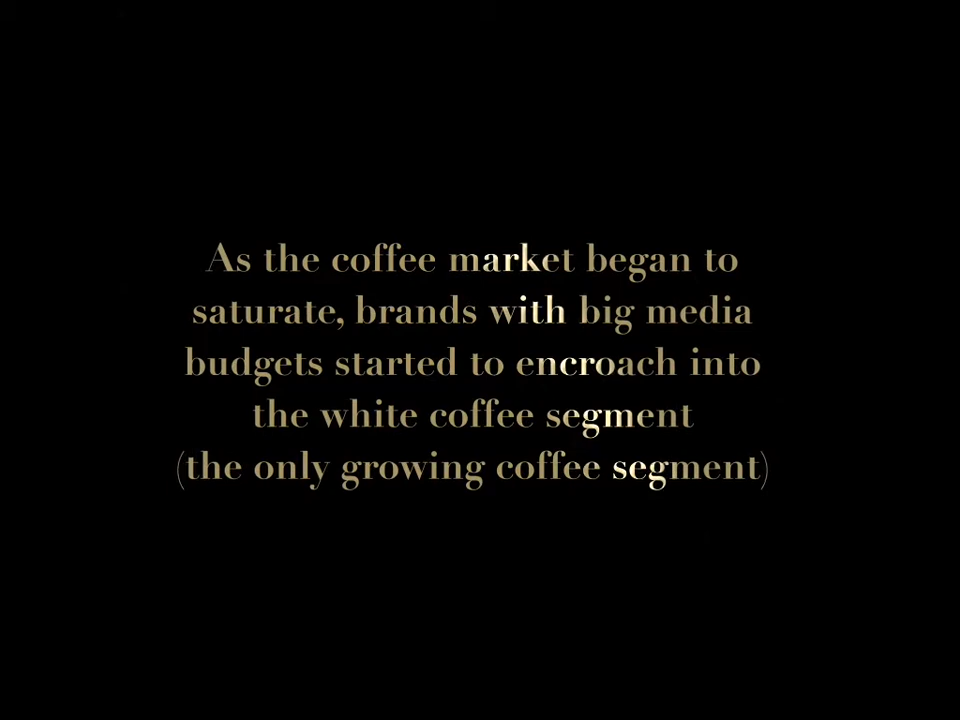 As the coffee market began to
saturate, brands with big media
budgets started to encroach into
the white coffee segment
(the only growing coffee segment)